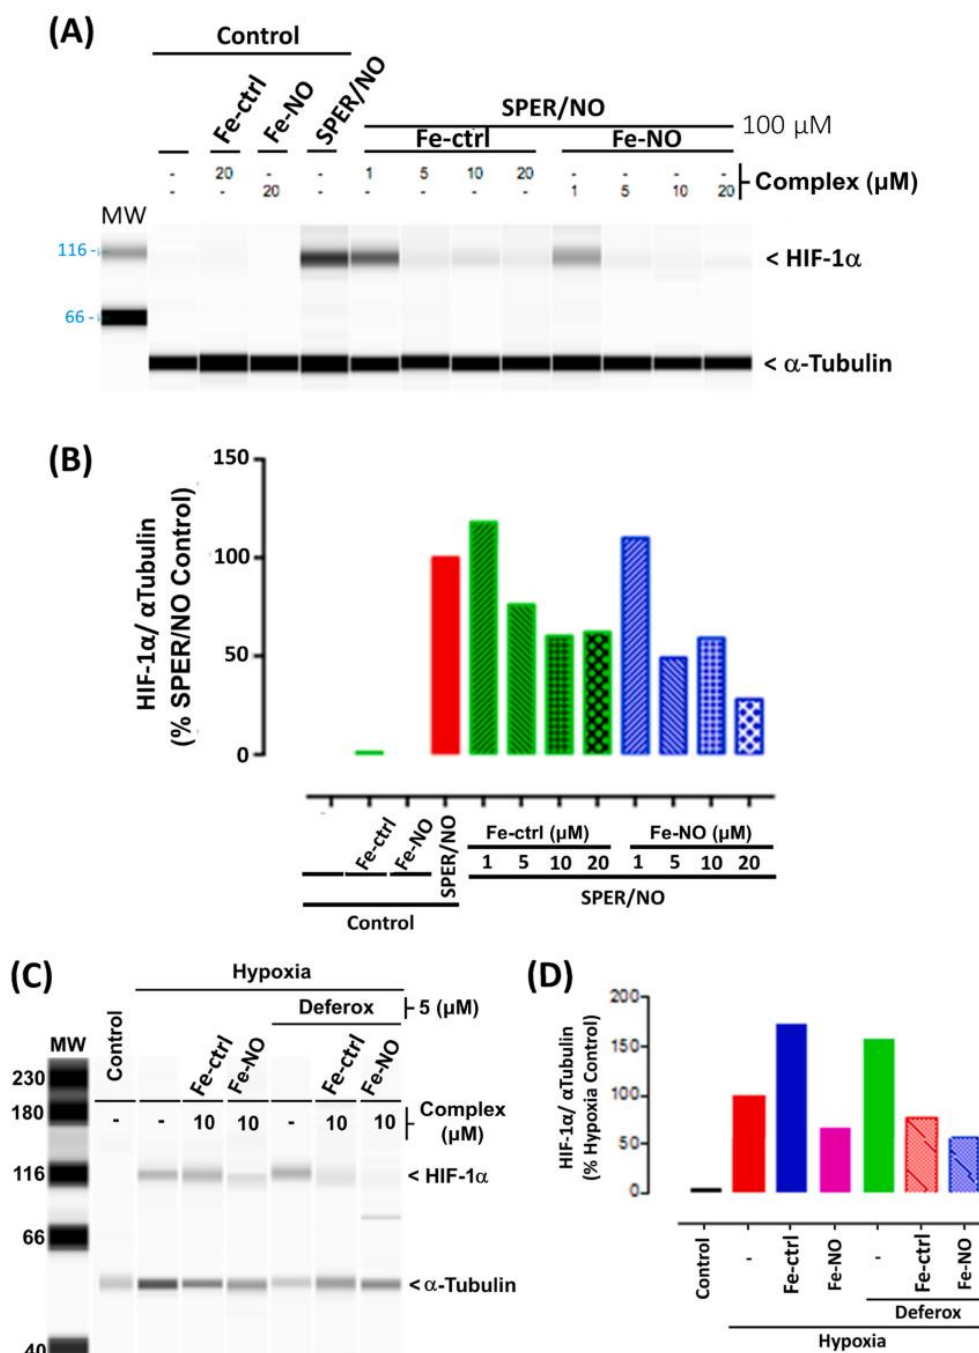 (A)
Control
Fe-ctrl
Fe-NO
SPER/NO
SPER/NO
100 µM
Fe-ctrl
Fe-NO
- 20 - - 1 5 10 20 - - - -
- - 20 - - - - - 1 5 10 20
Complex (µM)
MW
116 -
< HIF-1α
66 -
< α-Tubulin
(B)
HIF-1α/ αTubulin
(% SPER/NO Control)
150
100
50
0
-
Fe-ctrl
Fe-NO
SPER/NO
Fe-ctrl (µM)
Fe-NO (µM)
1 5 10 20 1 5 10 20
SPER/NO
Control
(C)
Hypoxia
Deferox
5 (µM)
MW
Control
Fe-ctrl
Fe-NO
Fe-ctrl
Fe-NO
230
180
- - 10 10 - 10 10
Complex
(µM)
116
< HIF-1α
66
< α-Tubulin
40
(D)
HIF-1α/ αTubulin
(% Hypoxia Control)
200
150
100
50
0
Control
-
Fe-ctrl
Fe-NO
-
Fe-ctrl
Fe-NO
Deferox
Hypoxia